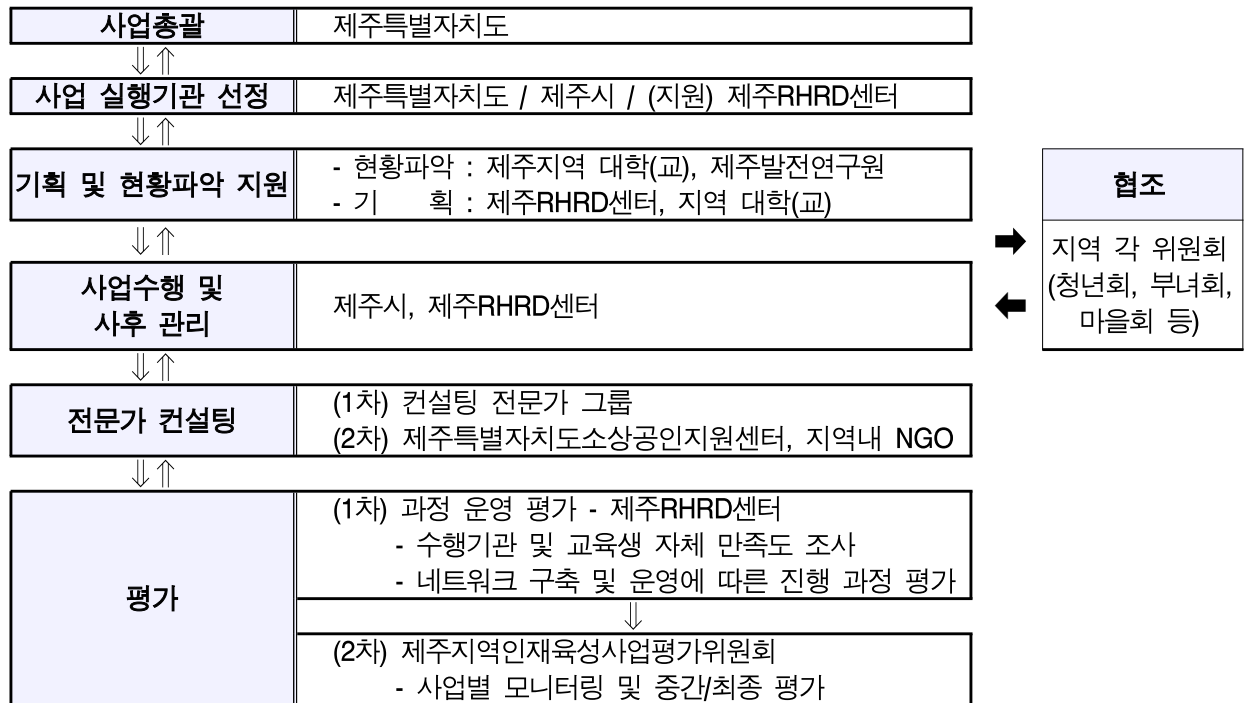 사업총괄
제주특별자치도
⇓⇑
사업 실행기관 선정
제주특별자치도 / 제주시 / (지원) 제주RHRD센터
⇓⇑
기획 및 현황파악 지원
- 현황파악 : 제주지역 대학(교), 제주발전연구원
- 기 획 : 제주RHRD센터, 지역 대학(교)
⇓⇑
사업수행 및
사후 관리
제주시, 제주RHRD센터
⇓⇑
전문가 컨설팅
(1차) 컨설팅 전문가 그룹
(2차) 제주특별자치도소상공인지원센터, 지역내 NGO
⇓⇑
평가
(1차) 과정 운영 평가 - 제주RHRD센터
- 수행기관 및 교육생 자체 만족도 조사
- 네트워크 구축 및 운영에 따른 진행 과정 평가
⇓
(2차) 제주지역인재육성사업평가위원회
- 사업별 모니터링 및 중간/최종 평가
협조
지역 각 위원회
(청년회, 부녀회,
마을회 등)